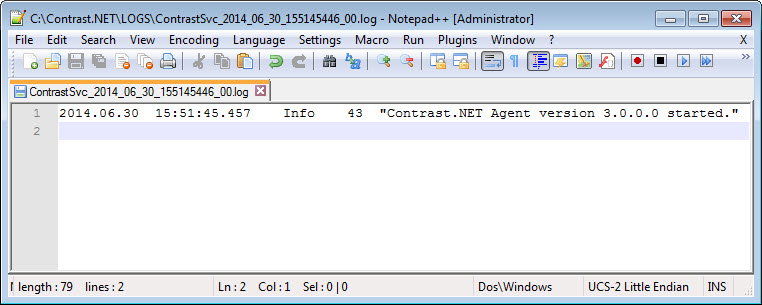 C:\Contrast.NET\LOGS\ContrastSvc_2014_06_30_155145446_00.log - Notepad++ [Administrator]
File Edit Search View Encoding Language Settings Macro Run Plugins Window ? X
ContrastSvc_2014_06_30_155145446_00.log
1 2014.06.30 15:51:45.457 Info 43 "Contrast.NET Agent version 3.0.0.0 started."
2
length : 79 lines : 2 Ln : 2 Col : 1 Sel : 0 | 0 Dos\Windows UCS-2 Little Endian INS